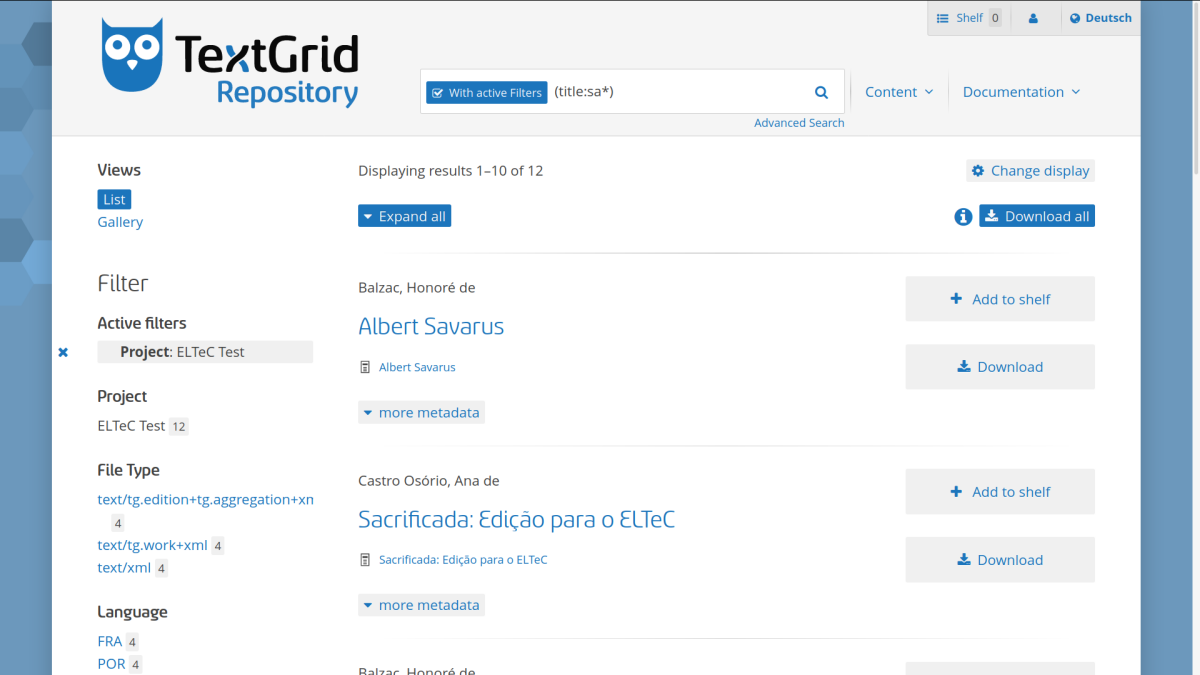 Shelf 0
Deutsch
TextGrid
Repository
With active Filters (title:sa*)
Content
Documentation
Advanced Search
Views
List
Gallery
Filter
Active filters
Project: ELTeC Test
Project
ELTeC Test 12
File Type
text/tg.edition+tg.aggregation+xm
4
text/tg.work+xml 4
text/xml 4
Language
FRA 4
POR 4
Displaying results 1–10 of 12
Change display
Expand all
Download all
Balzac, Honoré de
Albert Savarus
Albert Savarus
more metadata
Add to shelf
Download
Castro Osório, Ana de
Sacrificada: Edição para o ELTeC
Sacrificada: Edição para o ELTeC
more metadata
Add to shelf
Download
Balzac, Honoré de